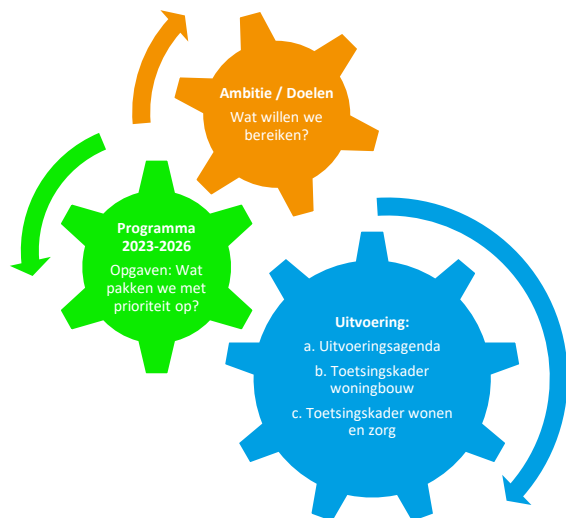 Ambitie / Doelen
Wat willen we
bereiken?
Programma
2023-2026
Opgaven: Wat
pakken we met
prioriteit op?
Uitvoering:
a. Uitvoeringsagenda
b. Toetsingskader
woningbouw
c. Toetsingskader wonen
en zorg